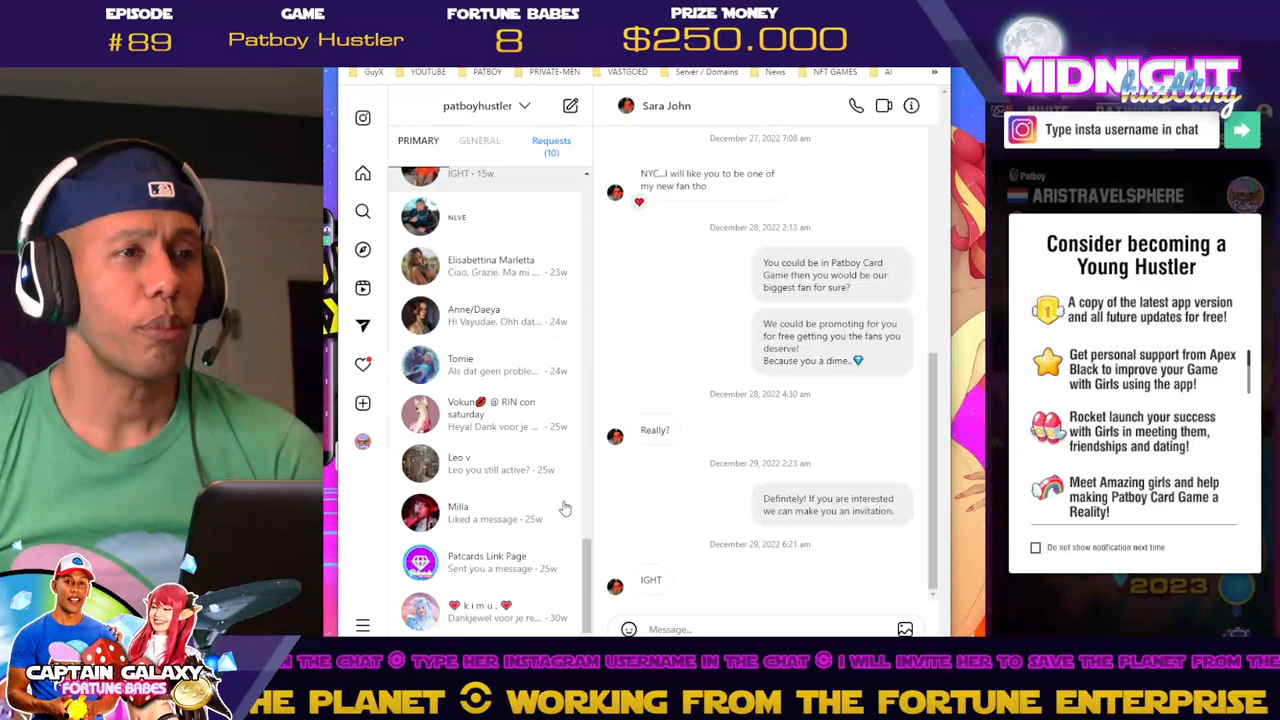 EPISODE
#89
GAME
Patboy Hustler
FORTUNE BABES
8
PRIZE MONEY
$250.000
MIDNIGHT
hustling
Type insta username in chat
GuyX
YOUTUBE
PATBOY
PRIVATE-MEN
VASTGOED
Server / Domains
News
NFT GAMES
AI
»
patboyhustler
PRIMARY
GENERAL
Requests
(10)
IGHT · 15w
NLVE
Elisabettina Marletta
Ciao, Grazie. Ma mi ... · 23w
Anne/Daeya
Hi Vayudae, Ohh dat... · 24w
Tomie
Als dat geen proble... · 24w
Vokun💋 @ RIN con
saturday
Heya! Dank voor je ... · 25w
Leo v
Leo you still active? · 25w
Milla
Liked a message · 25w
Patcards Link Page
Sent you a message · 25w
❤ k i m u . ❤
Dankjewel voor je re... · 30w
Sara John
December 27, 2022 7:08 am
NYC...I will like you to be one of
my new fan tho
December 28, 2022 2:13 am
You could be in Patboy Card
Game then you would be our
biggest fan for sure?
We could be promoting for you
for free getting you the fans you
deserve!
Because you a dime..💎
December 28, 2022 4:30 am
Really?
December 29, 2022 2:23 am
Definitely! If you are interested
we can make you an invitation.
December 29, 2022 6:21 am
IGHT
Message...
Patboy
ARISTRAVELSPHERE
Consider becoming a
Young Hustler
A copy of the latest app version
and all future updates for free!
Get personal support from Apex
Black to improve your Game
with Girls using the app!
Rocket launch your success
with Girls in meeting them,
friendships and dating!
Meet Amazing girls and help
making Patboy Card Game a
Reality!
Do not show notification next time
2023
CAPTAIN GALAXY
FORTUNE BABES
N THE CHAT TYPE HER INSTAGRAM USERNAME IN THE CHAT I WILL INVITE HER TO SAVE THE PLANET FROM THE
THE PLANET WORKING FROM THE FORTUNE ENTERPRISE